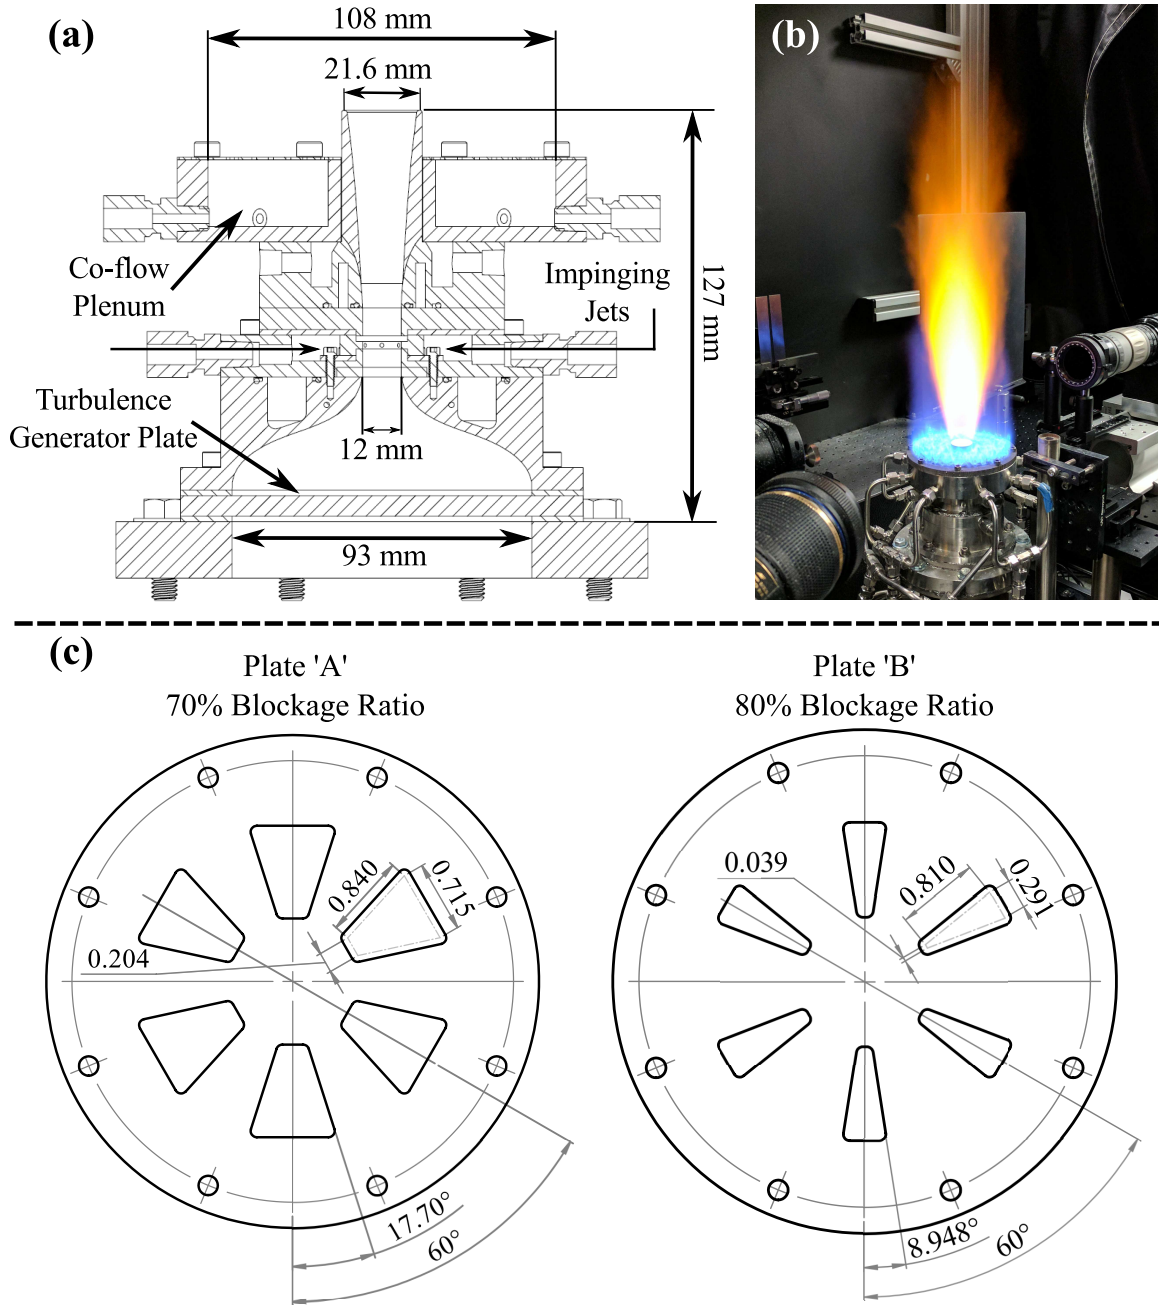 (a)
108 mm
21.6 mm
Co-flow
Plenum
Impinging
Jets
127 mm
Turbulence
Generator Plate
12 mm
93 mm
(b)
(c)
Plate 'A'
70% Blockage Ratio
0.840
0.715
0.204
17.70°
60°
Plate 'B'
80% Blockage Ratio
0.039
0.810
0.291
8.948°
60°